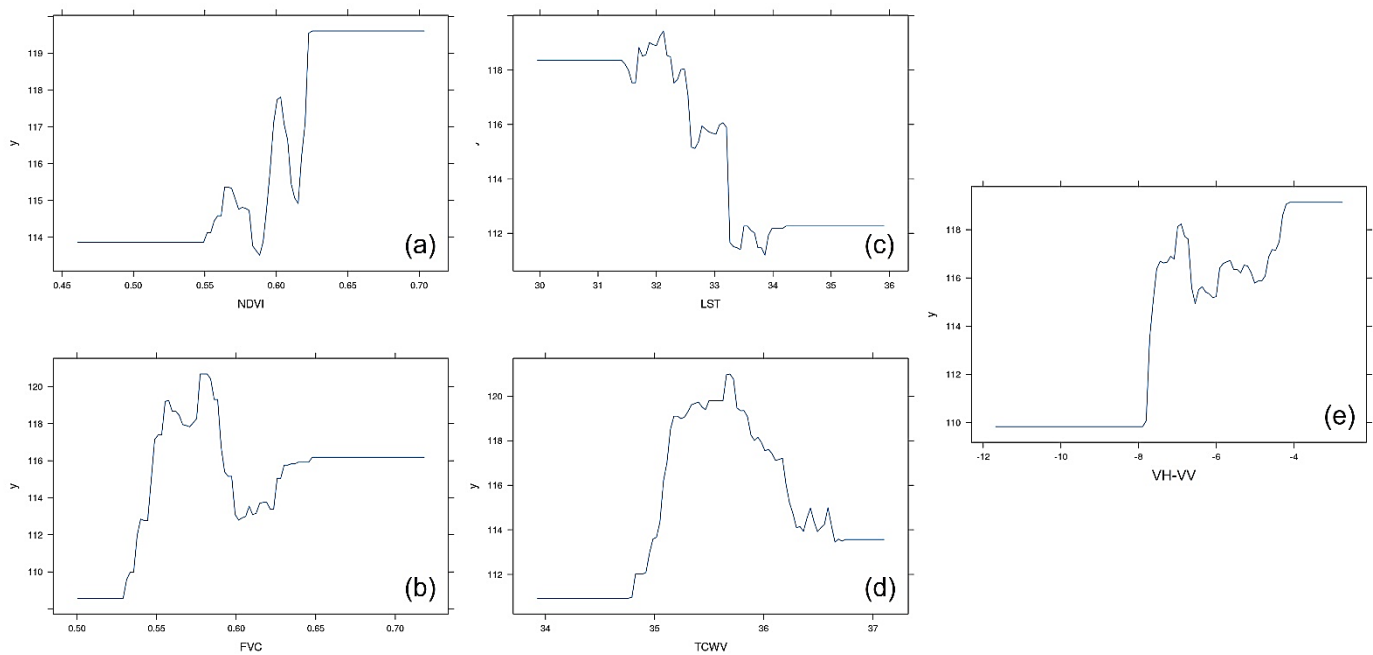 119
118
117
116
115
114
y
(a)
0.45 0.50 0.55 0.60 0.65 0.70
NDVI
118
116
114
112
(c)
30 31 32 33 34 35 36
LST
120
118
116
114
112
110
y
(b)
0.50 0.55 0.60 0.65 0.70
FVC
120
118
116
114
112
y
(d)
34 35 36 37
TCWV
118
116
114
112
110
y
(e)
-12 -10 -8 -6 -4
VH-VV